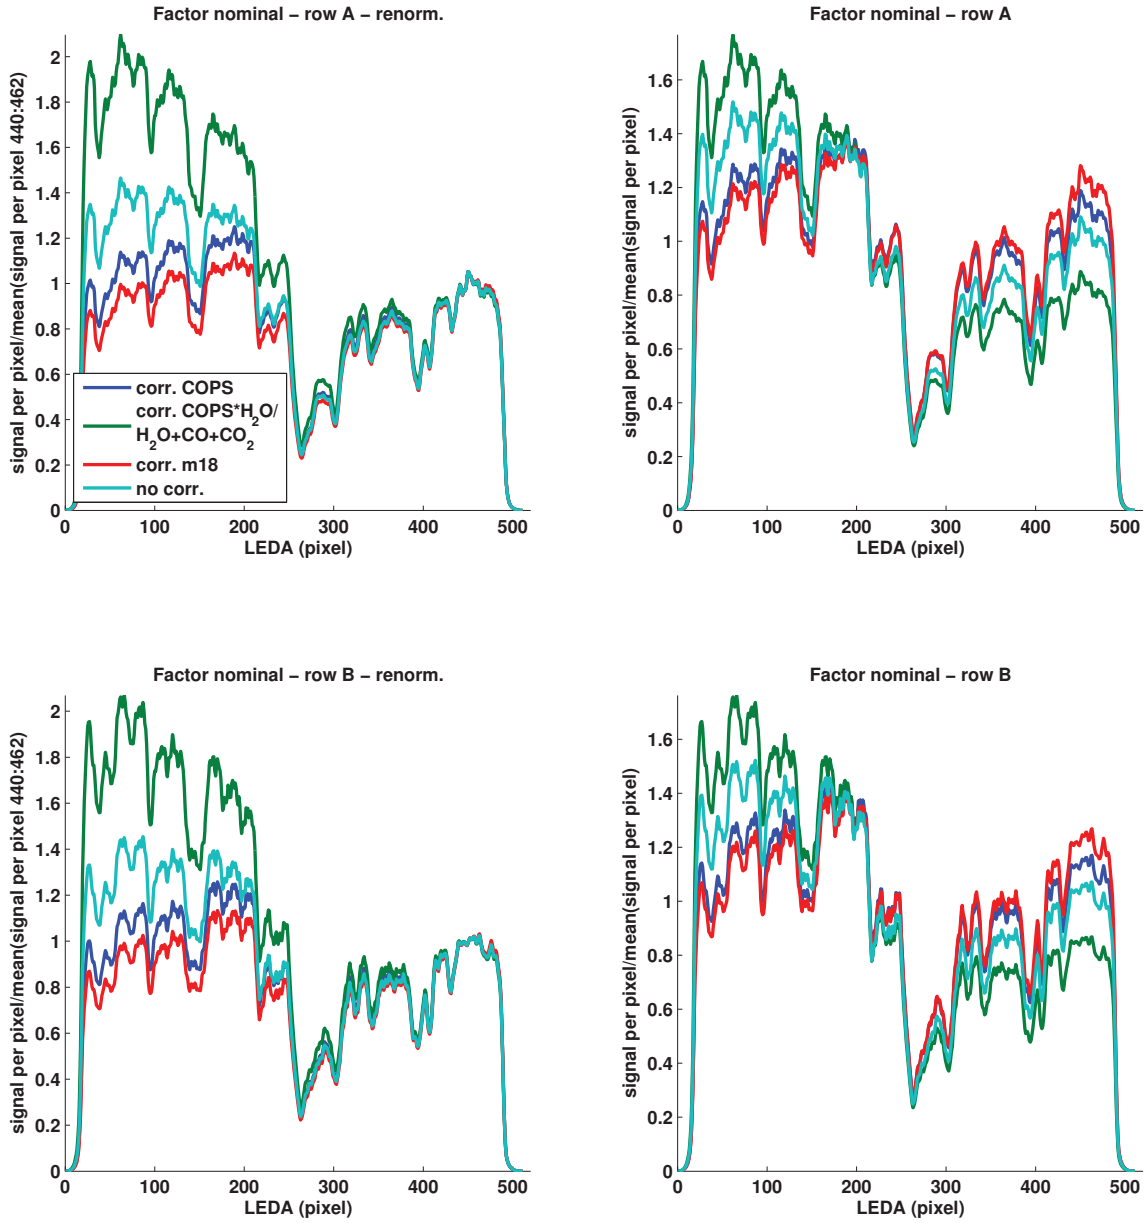 Factor nominal – row A – renorm.
signal per pixel/mean(signal per pixel 440:462)
2
1.8
1.6
1.4
1.2
1
0.8
0.6
0.4
0.2
0
corr. COPS
corr. COPS*H₂O/
H₂O+CO+CO₂
corr. m18
no corr.
0 100 200 300 400 500
LEDA (pixel)
Factor nominal – row A
signal per pixel/mean(signal per pixel)
1.6
1.4
1.2
1
0.8
0.6
0.4
0.2
0
0 100 200 300 400 500
LEDA (pixel)
Factor nominal – row B – renorm.
signal per pixel/mean(signal per pixel 440:462)
2
1.8
1.6
1.4
1.2
1
0.8
0.6
0.4
0.2
0
0 100 200 300 400 500
LEDA (pixel)
Factor nominal – row B
signal per pixel/mean(signal per pixel)
1.6
1.4
1.2
1
0.8
0.6
0.4
0.2
0
0 100 200 300 400 500
LEDA (pixel)